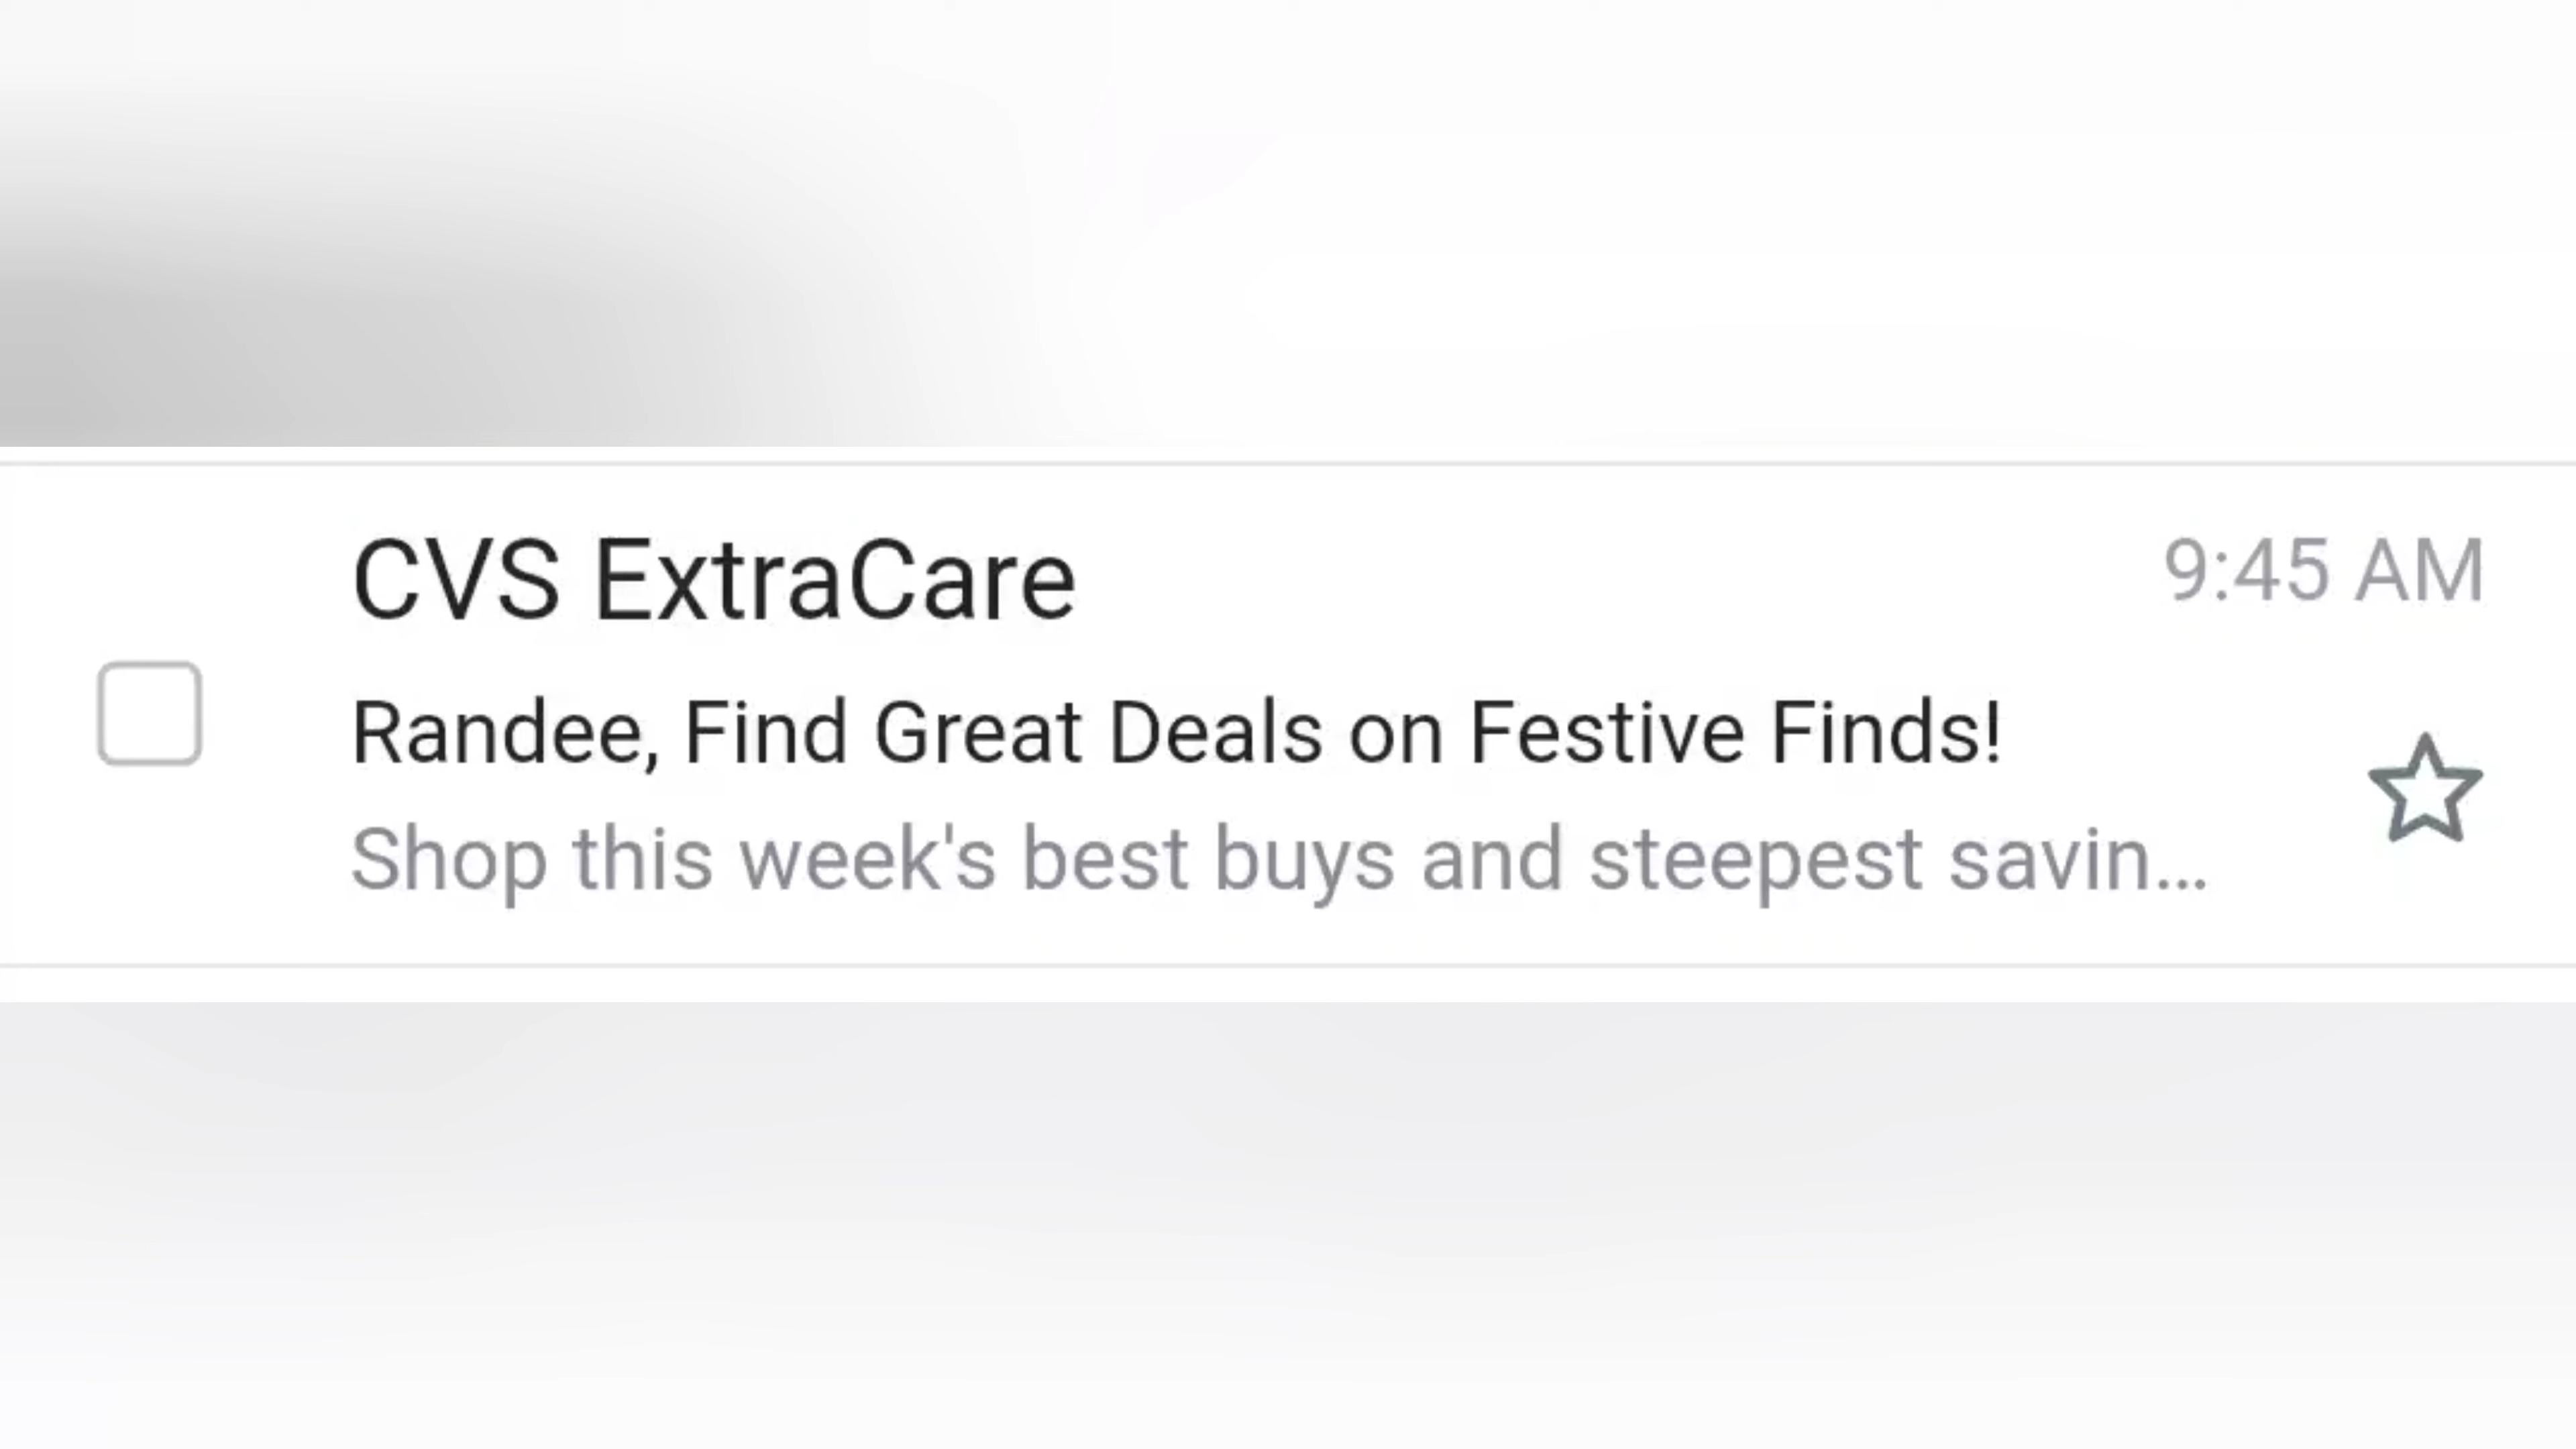 CVS ExtraCare
9:45 AM
Randee, Find Great Deals on Festive Finds!
Shop this week's best buys and steepest savin...